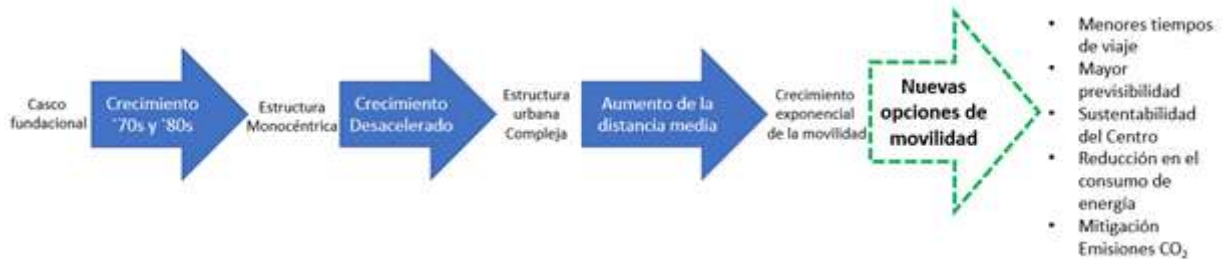 Casco
fundacional
Crecimiento
´70s y ´80s
Estructura
Monocéntrica
Crecimiento
Desacelerado
Estructura
urbana
Compleja
Aumento de la
distancia media
Crecimiento
exponencial
de la movilidad
Nuevas
opciones de
movilidad
• Menores tiempos
de viaje
• Mayor
previsibilidad
• Sustentabilidad
del Centro
• Reducción en el
consumo de
energía
• Mitigación
Emisiones CO₂